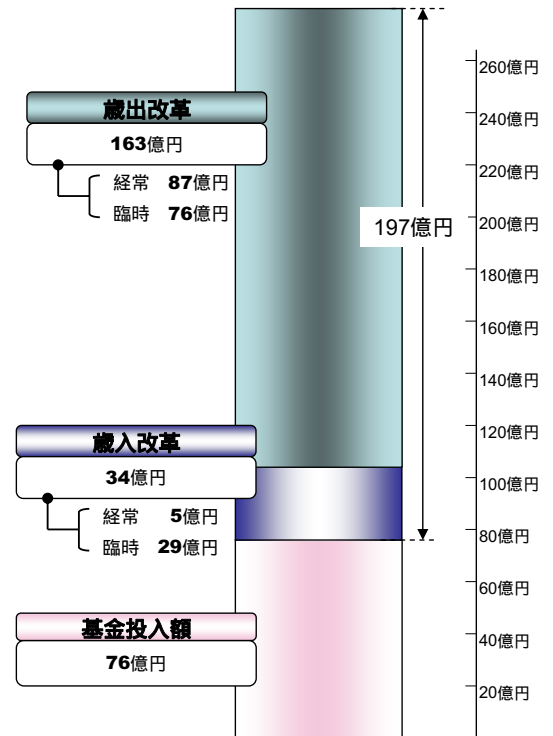 歳出改革
163億円
経常 87億円
臨時 76億円
197億円
歳入改革
34億円
経常 5億円
臨時 29億円
基金投入額
76億円
260億円
240億円
220億円
200億円
180億円
160億円
140億円
120億円
100億円
80億円
60億円
40億円
20億円